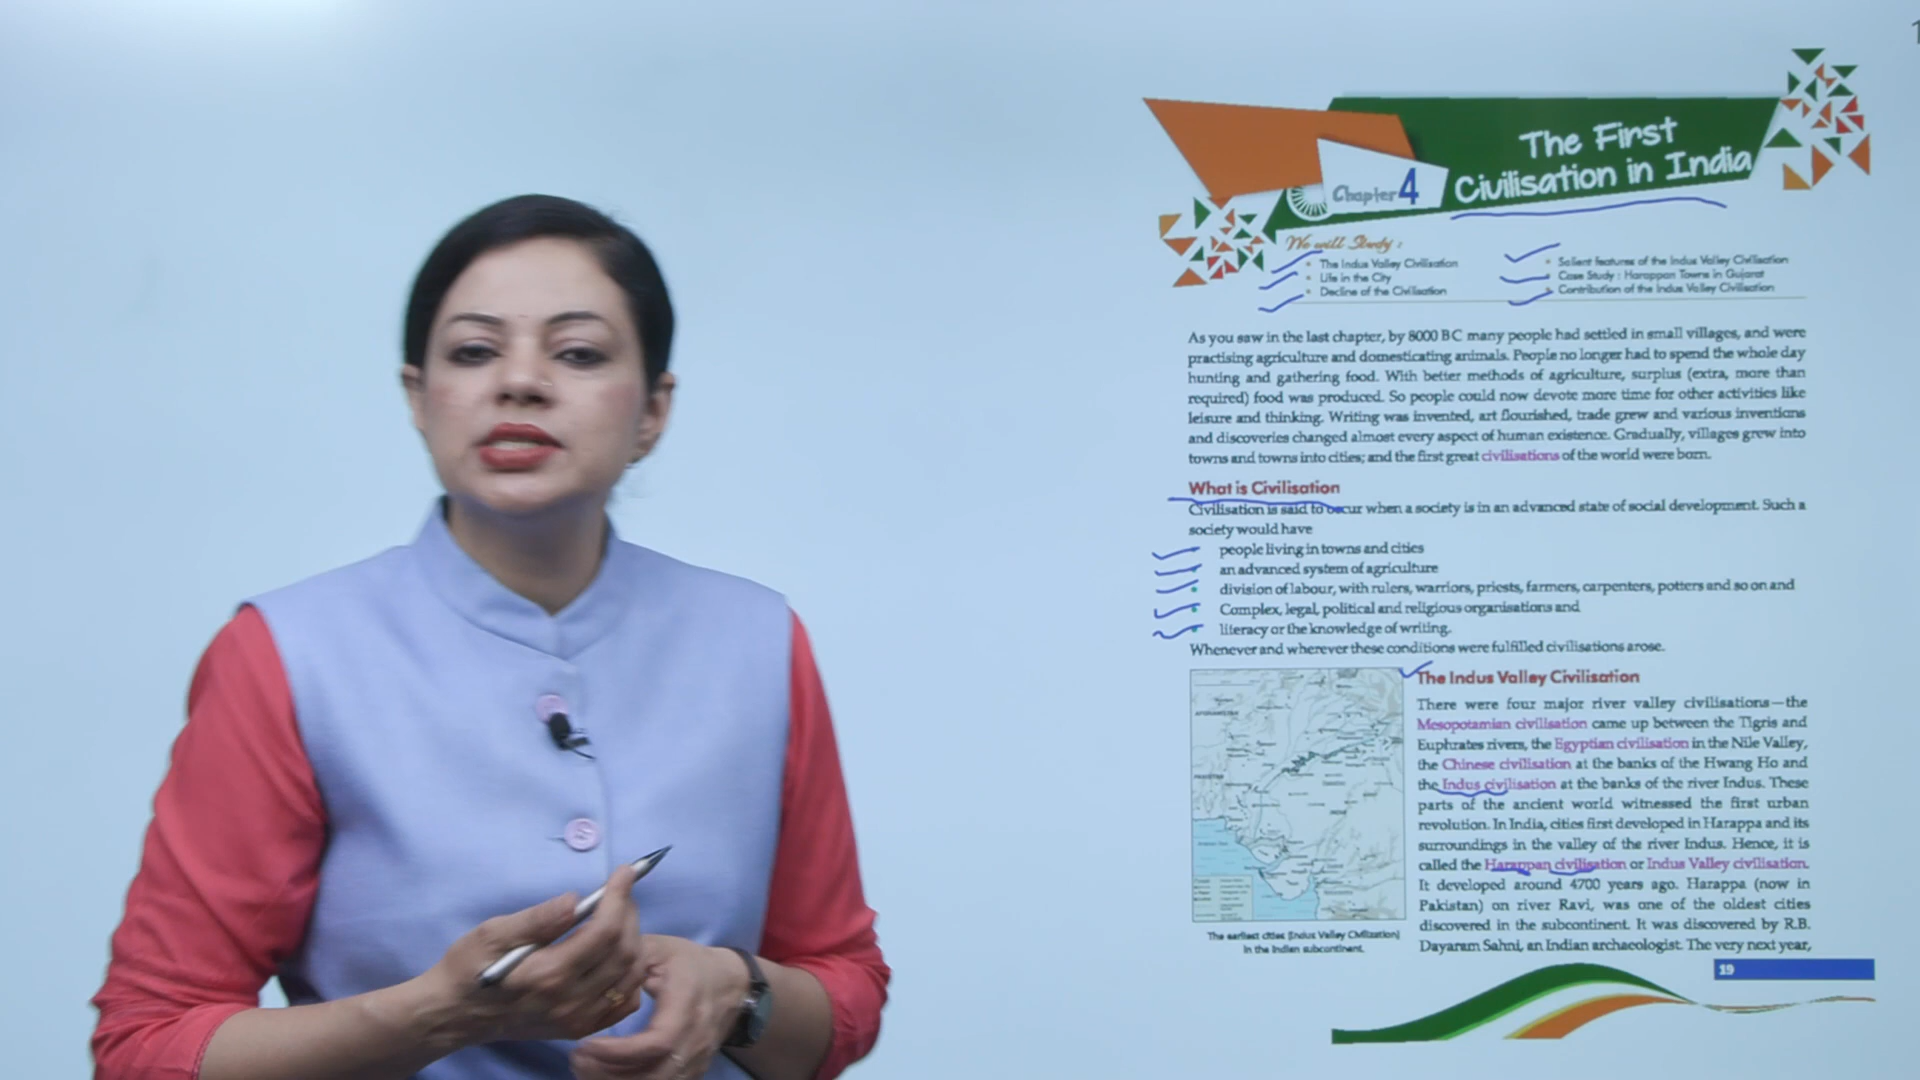 The First
Civilisation in India
Chapter 4
We will Study :
The Indus Valley Civilisation
Life in the City
Decline of the Civilisation
Salient features of the Indus Valley Civilisation
Case Study : Harappan Towns in Gujarat
Contribution of the Indus Valley Civilisation
As you saw in the last chapter, by 8000 BC many people had settled in small villages, and were
practising agriculture and domesticating animals. People no longer had to spend the whole day
hunting and gathering food. With better methods of agriculture, surplus (extra, more than
required) food was produced. So people could now devote more time for other activities like
leisure and thinking. Writing was invented, art flourished, trade grew and various inventions
and discoveries changed almost every aspect of human existence. Gradually, villages grew into
towns and towns into cities; and the first great civilisations of the world were born.
What is Civilisation
Civilisation is said to occur when a society is in an advanced state of social development. Such a
society would have
people living in towns and cities
an advanced system of agriculture
division of labour, with rulers, warriors, priests, farmers, carpenters, potters and so on and
Complex, legal, political and religious organisations and
literacy or the knowledge of writing.
Whenever and wherever these conditions were fulfilled civilisations arose.
The Indus Valley Civilisation
There were four major river valley civilisations—the
Mesopotamian civilisation came up between the Tigris and
Euphrates rivers, the Egyptian civilisation in the Nile Valley,
the Chinese civilisation at the banks of the Hwang Ho and
the Indus civilisation at the banks of the river Indus. These
parts of the ancient world witnessed the first urban
revolution. In India, cities first developed in Harappa and its
surroundings in the valley of the river Indus. Hence, it is
called the Harappan civilisation or Indus Valley civilisation.
It developed around 4700 years ago. Harappa (now in
Pakistan) on river Ravi, was one of the oldest cities
discovered in the subcontinent. It was discovered by R.B.
Dayaram Sahni, an Indian archaeologist. The very next year,
The earliest cities (Indus Valley Civilization)
in the Indian subcontinent.
19